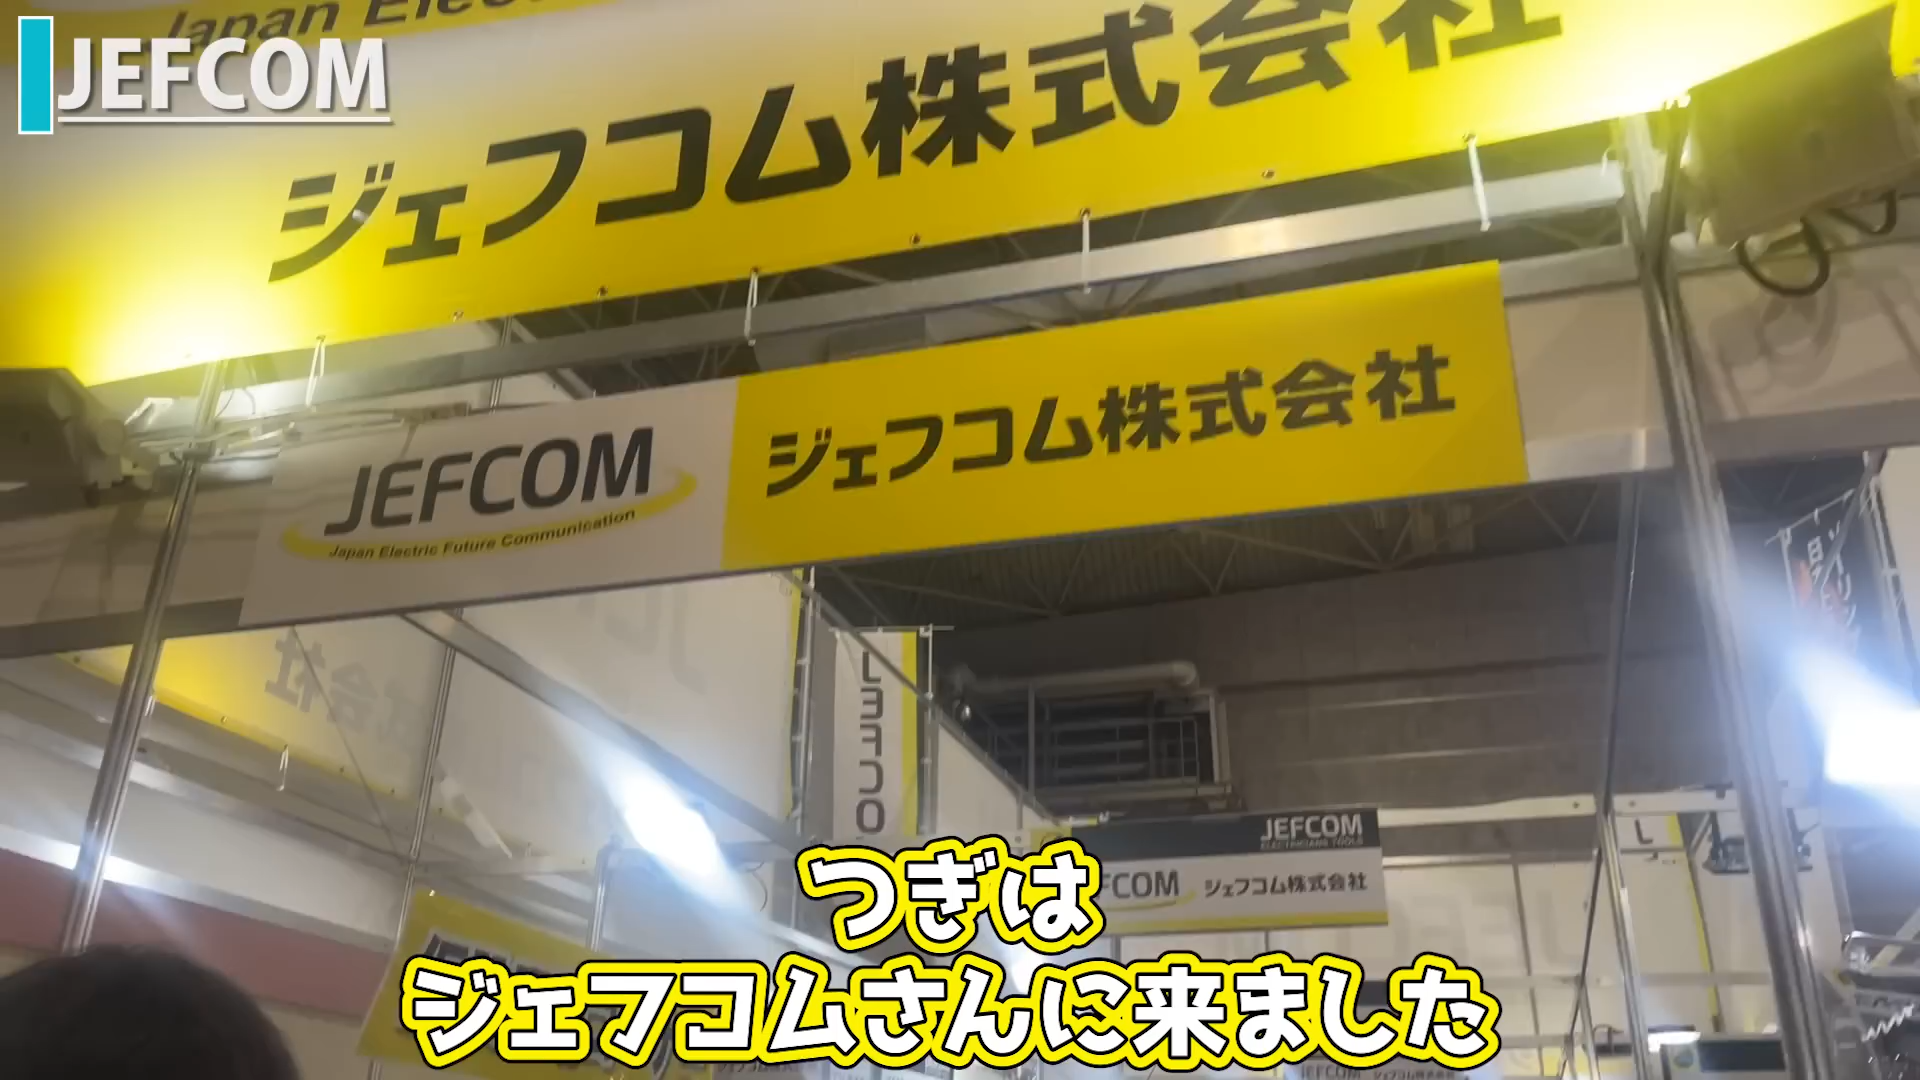 Japan Elec
JEFCOM
ジェフコム株式会社
JEFCOM
Japan Electric Future Communication
ジェフコム株式会社
JEFCO
JEFCOM
ELECTRICIANS TOOLS
FCOM
ジェフコム株式会社
つぎは
ジェフコムさんに来ました